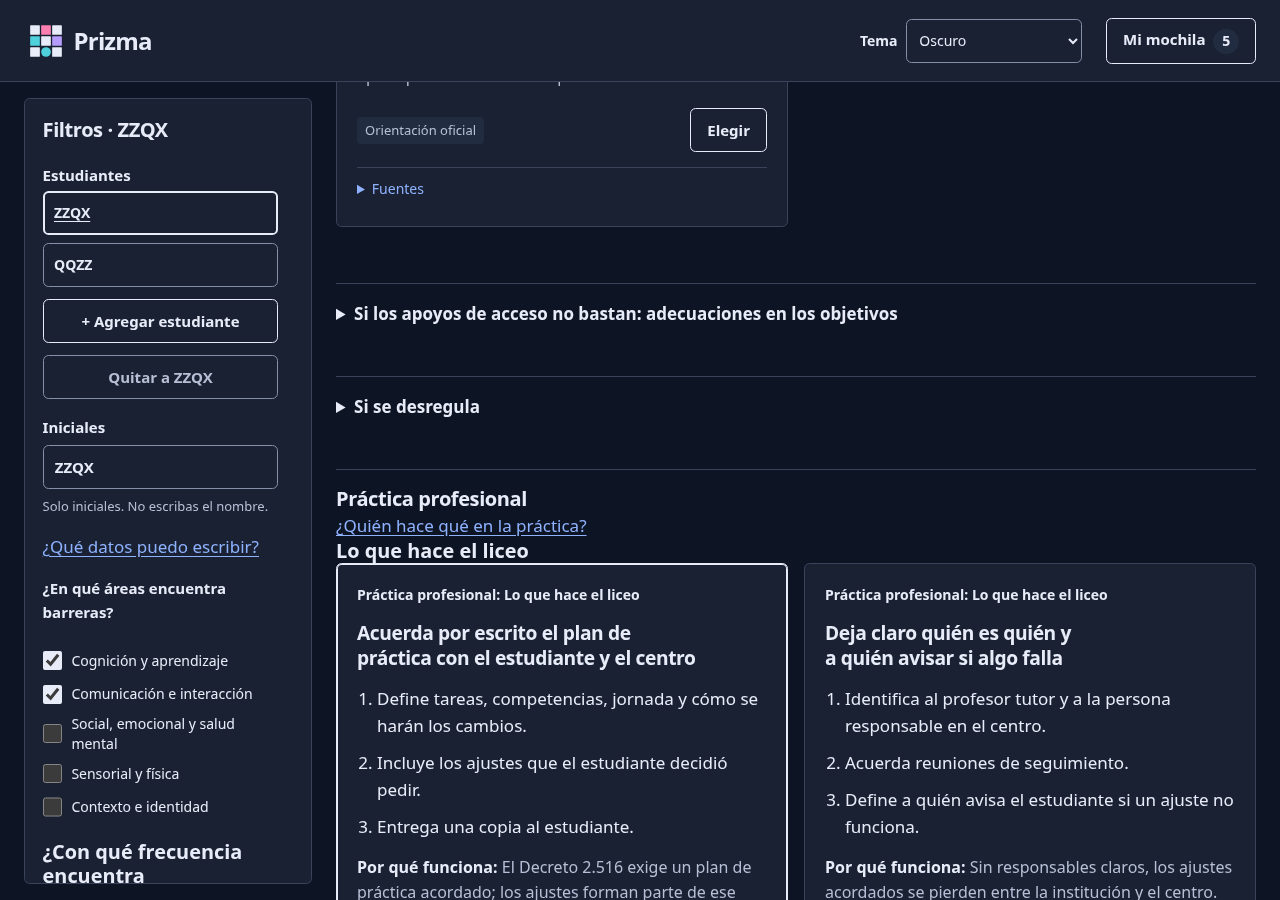 Prizma
Tema
Oscuro
Mi mochila 5
Filtros · ZZQX
Estudiantes
ZZQX
QQZZ
+ Agregar estudiante
Quitar a ZZQX
Iniciales
ZZQX
Solo iniciales. No escribas el nombre.
¿Qué datos puedo escribir?
¿En qué áreas encuentra
barreras?
Cognición y aprendizaje
Comunicación e interacción
Social, emocional y salud
mental
Sensorial y física
Contexto e identidad
¿Con qué frecuencia
encuentra
Orientación oficial
Elegir
Fuentes
Si los apoyos de acceso no bastan: adecuaciones en los objetivos
Si se desregula
Práctica profesional
¿Quién hace qué en la práctica?
Lo que hace el liceo
Práctica profesional: Lo que hace el liceo
Acuerda por escrito el plan de
práctica con el estudiante y el centro
1. Define tareas, competencias, jornada y cómo se
harán los cambios.
2. Incluye los ajustes que el estudiante decidió
pedir.
3. Entrega una copia al estudiante.
Por qué funciona: El Decreto 2.516 exige un plan de
práctica acordado; los ajustes forman parte de ese
Práctica profesional: Lo que hace el liceo
Deja claro quién es quién y
a quién avisar si algo falla
1. Identifica al profesor tutor y a la persona
responsable en el centro.
2. Acuerda reuniones de seguimiento.
3. Define a quién avisa el estudiante si un ajuste no
funciona.
Por qué funciona: Sin responsables claros, los ajustes
acordados se pierden entre la institución y el centro.